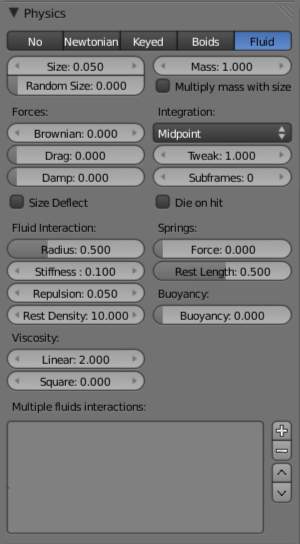 Physics
No Newtonian Keyed Boids Fluid
Size: 0.050 Mass: 1.000
Random Size: 0.000 Multiply mass with size
Forces: Integration:
Brownian: 0.000 Midpoint
Drag: 0.000 Tweak: 1.000
Damp: 0.000 Subframes: 0
Size Deflect Die on hit
Fluid Interaction: Springs:
Radius: 0.500 Force: 0.000
Stiffness : 0.100 Rest Length: 0.500
Repulsion: 0.050 Buoyancy:
Rest Density: 10.000 Buoyancy: 0.000
Viscosity:
Linear: 2.000
Square: 0.000
Multiple fluids interactions: